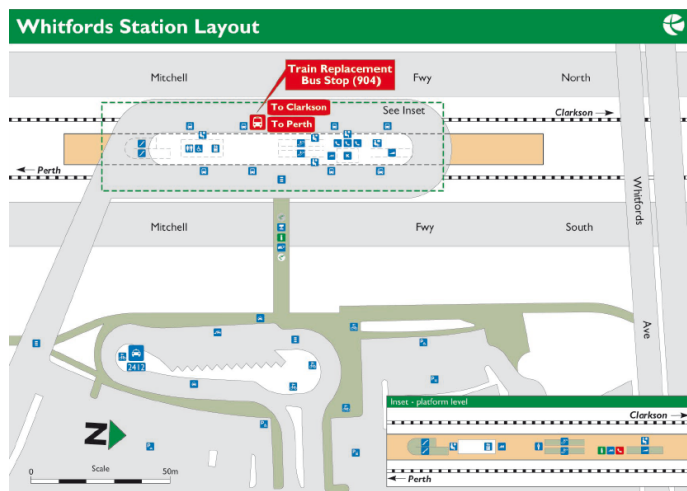 Whitfords Station Layout
Train Replacement
Bus Stop (904)
Mitchell
Fwy
North
To Clarkson
To Perth
See Inset
Clarkson
Perth
Mitchell
Fwy
South
Whitfords
Ave
2412
N
Scale
0
50m
Inset - platform level
Clarkson
Perth